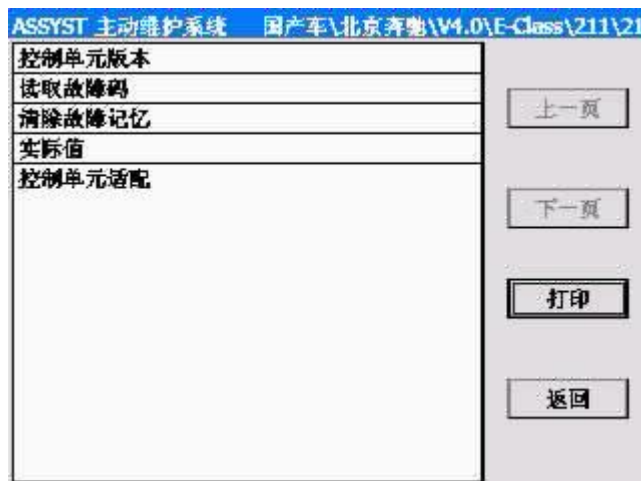 ASSYST 主动维护系统 国产车\北京奔驰\V4.0\E-Class\211\21
控制单元版本
读取故障码
清除故障记忆
实际值
控制单元适配
上一页
下一页
打印
返回